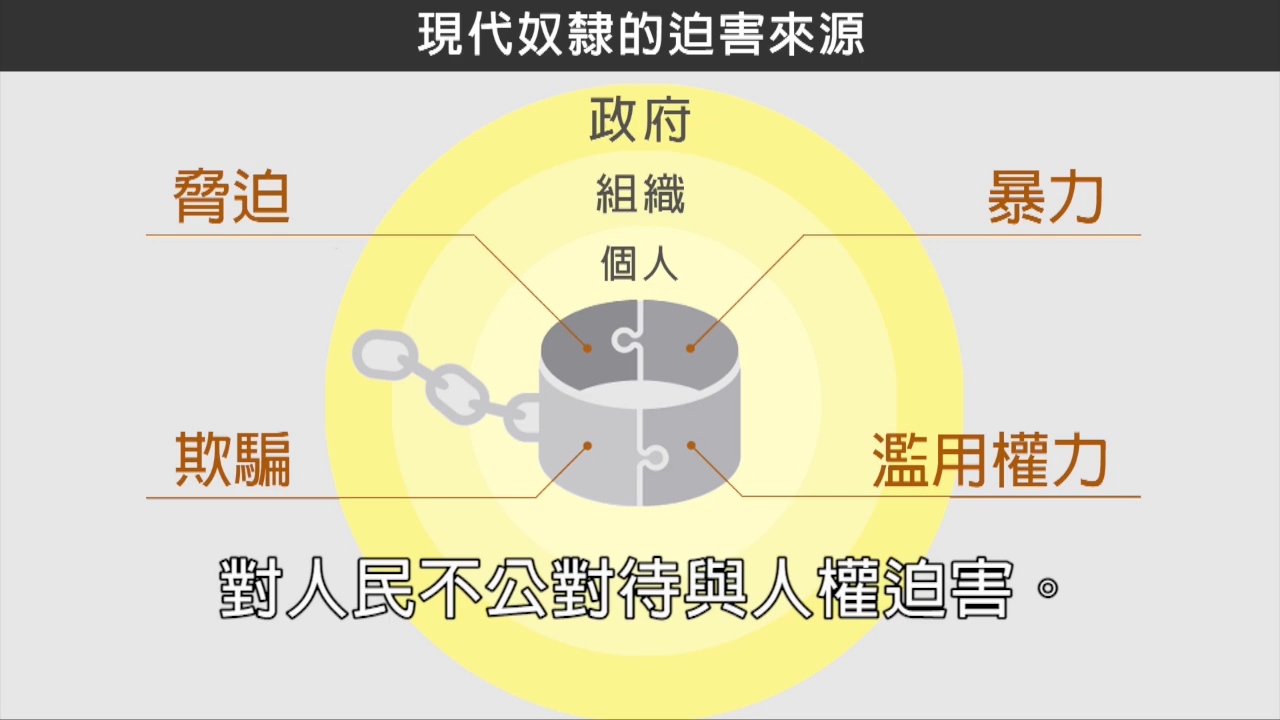 現代奴隸的迫害來源
政府
組織
個人
脅迫
暴力
欺騙
濫用權力
對人民不公對待與人權迫害。